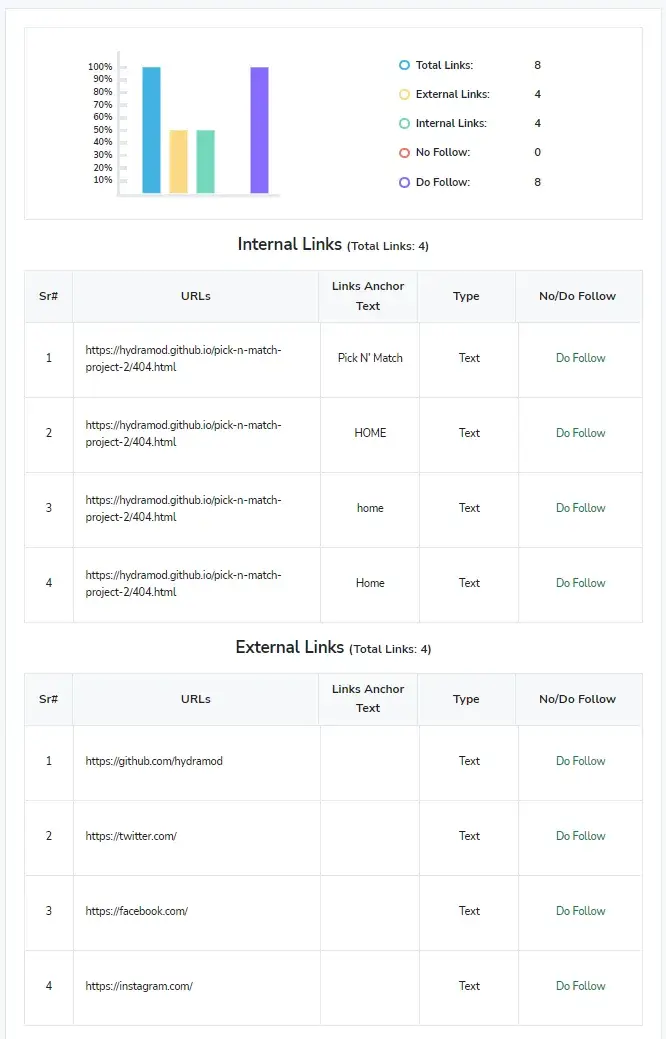 100%
90%
80%
70%
60%
50%
40%
30%
20%
10%
Total Links: 8
External Links: 4
Internal Links: 4
No Follow: 0
Do Follow: 8
Internal Links (Total Links: 4)
Sr# URLs Links Anchor Text Type No/Do Follow
1 https://hydramod.github.io/pick-n-match-
project-2/404.html Pick N' Match Text Do Follow
2 https://hydramod.github.io/pick-n-match-
project-2/404.html HOME Text Do Follow
3 https://hydramod.github.io/pick-n-match-
project-2/404.html home Text Do Follow
4 https://hydramod.github.io/pick-n-match-
project-2/404.html Home Text Do Follow
External Links (Total Links: 4)
Sr# URLs Links Anchor Text Type No/Do Follow
1 https://github.com/hydramod Text Do Follow
2 https://twitter.com/ Text Do Follow
3 https://facebook.com/ Text Do Follow
4 https://instagram.com/ Text Do Follow